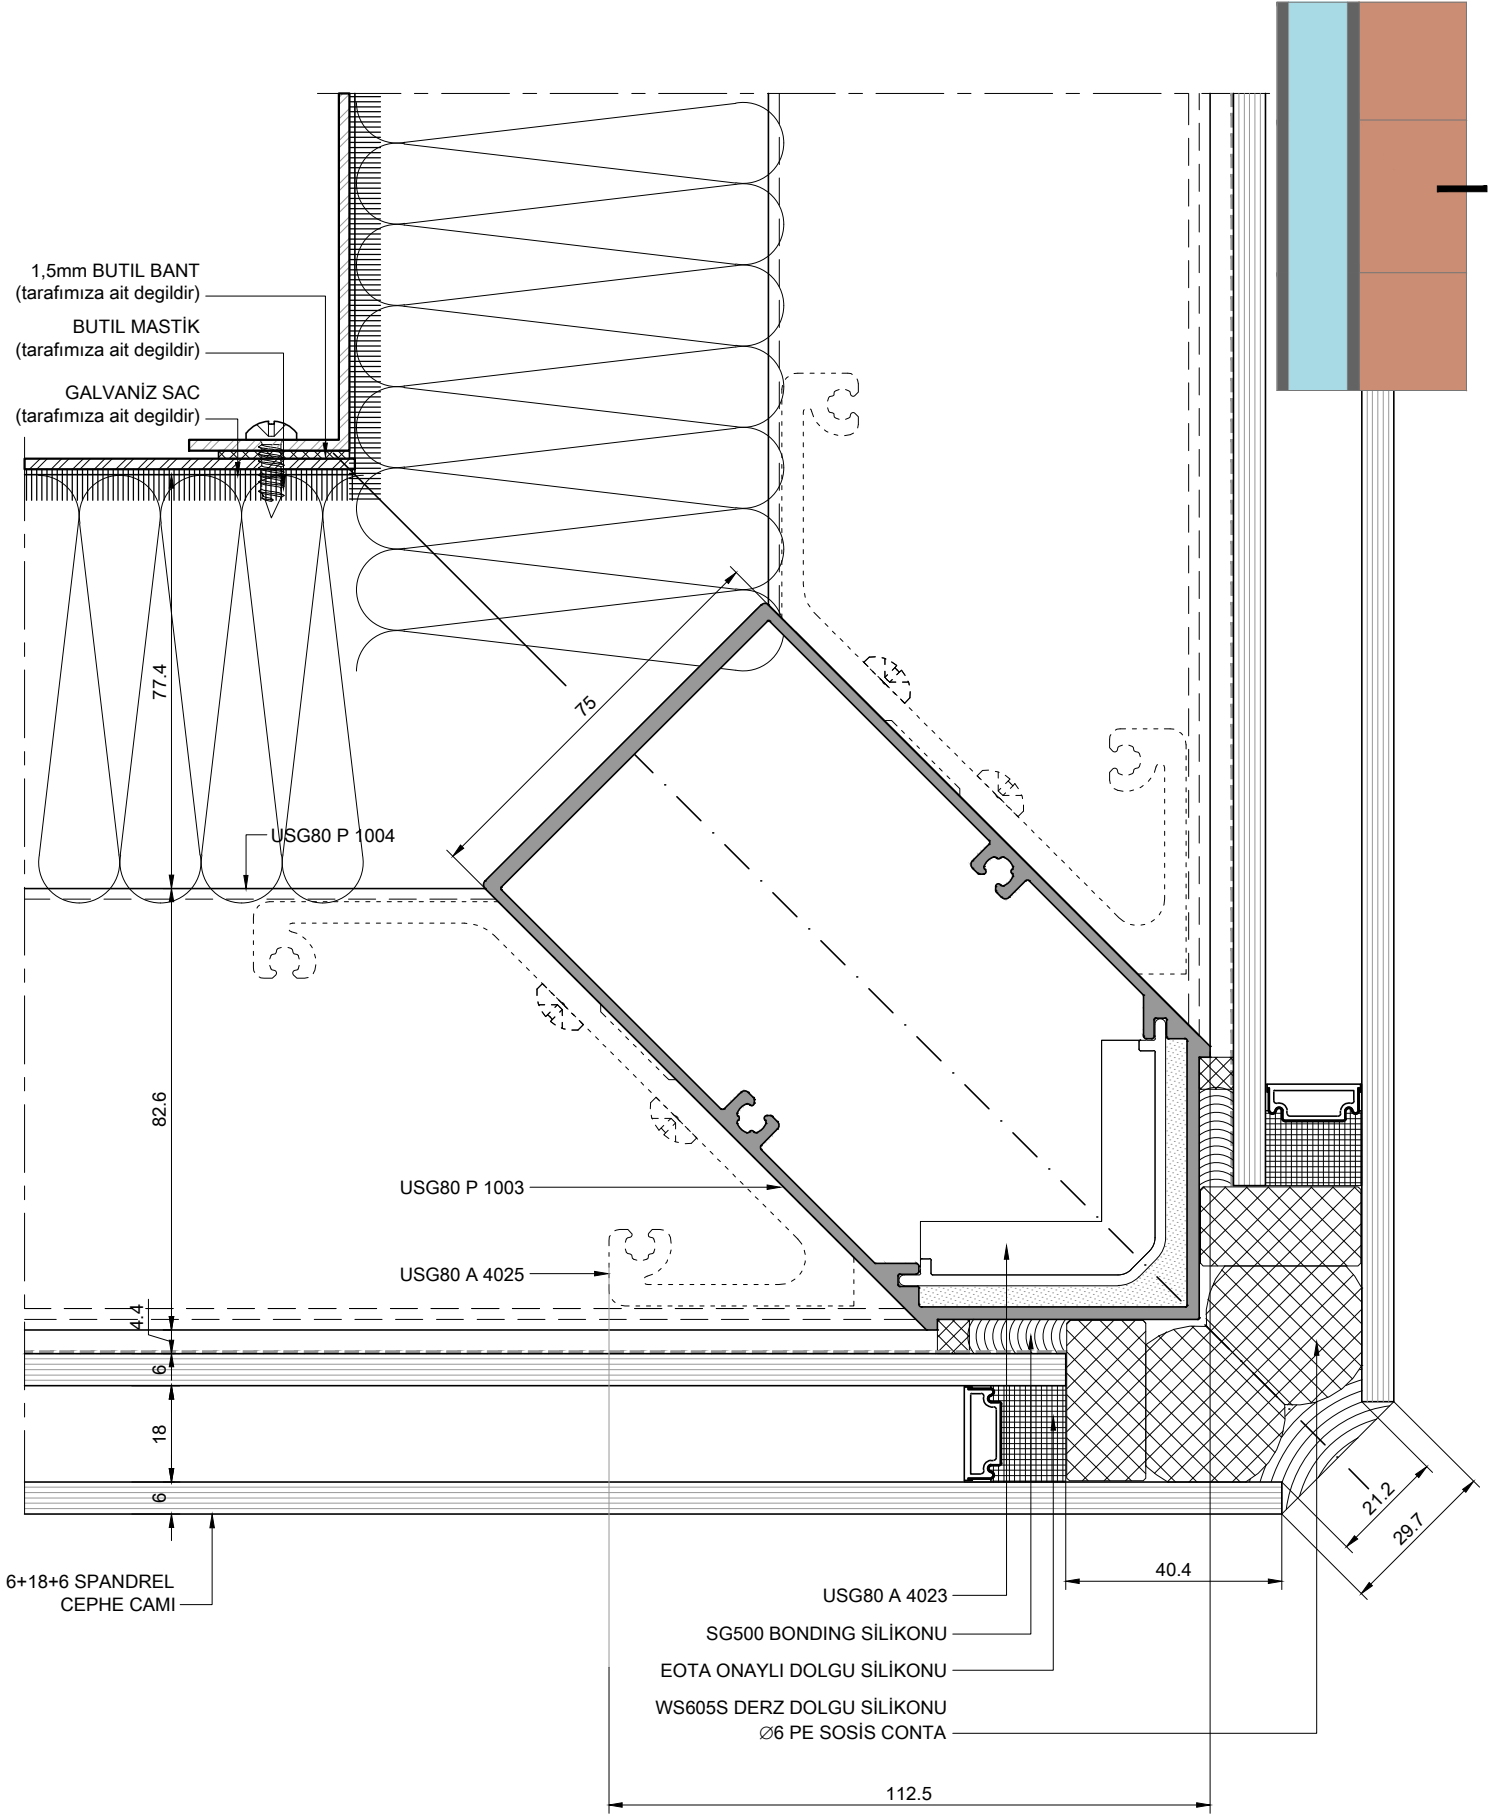 1,5mm BUTIL BANT
(tarafımıza ait degildir)
BUTIL MASTİK
(tarafımıza ait degildir)
GALVANİZ SAC
(tarafımıza ait degildir)
77.4
75
USG80 P 1004
82.6
USG80 P 1003
USG80 A 4025
4.4
6
18
6
6+18+6 SPANDREL
CEPHE CAMI
21.2
29.7
40.4
USG80 A 4023
SG500 BONDING SİLİKONU
EOTA ONAYLI DOLGU SİLİKONU
WS605S DERZ DOLGU SİLİKONU
∅6 PE SOSİS CONTA
112.5